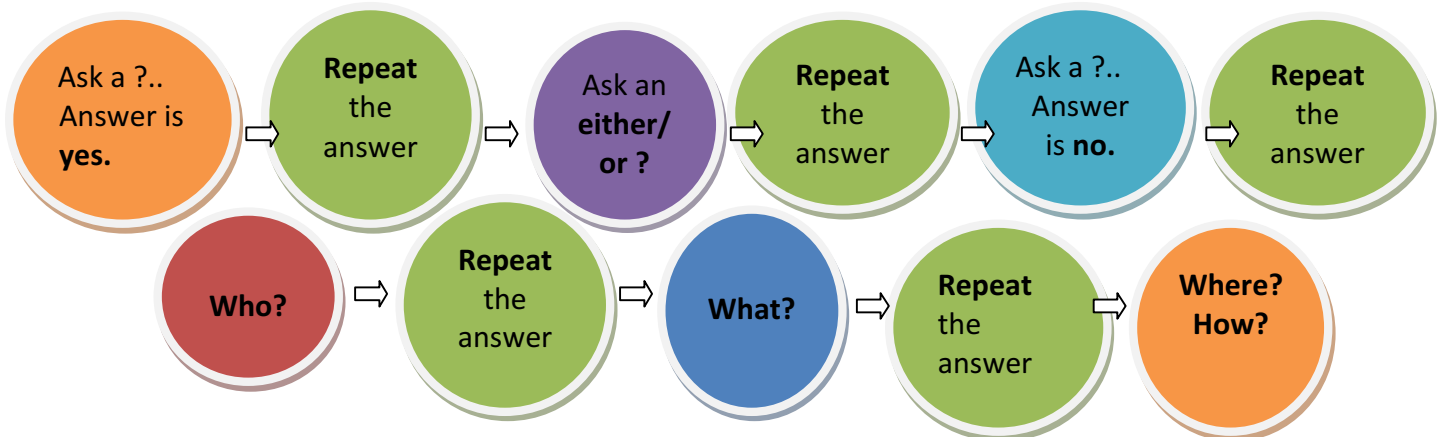 Ask a ?..
Answer is
yes.
Repeat
the
answer
Ask an
either/
or ?
Repeat
the
answer
Ask a ?..
Answer
is no.
Repeat
the
answer
Who?
Repeat
the
answer
What?
Repeat
the
answer
Where?
How?